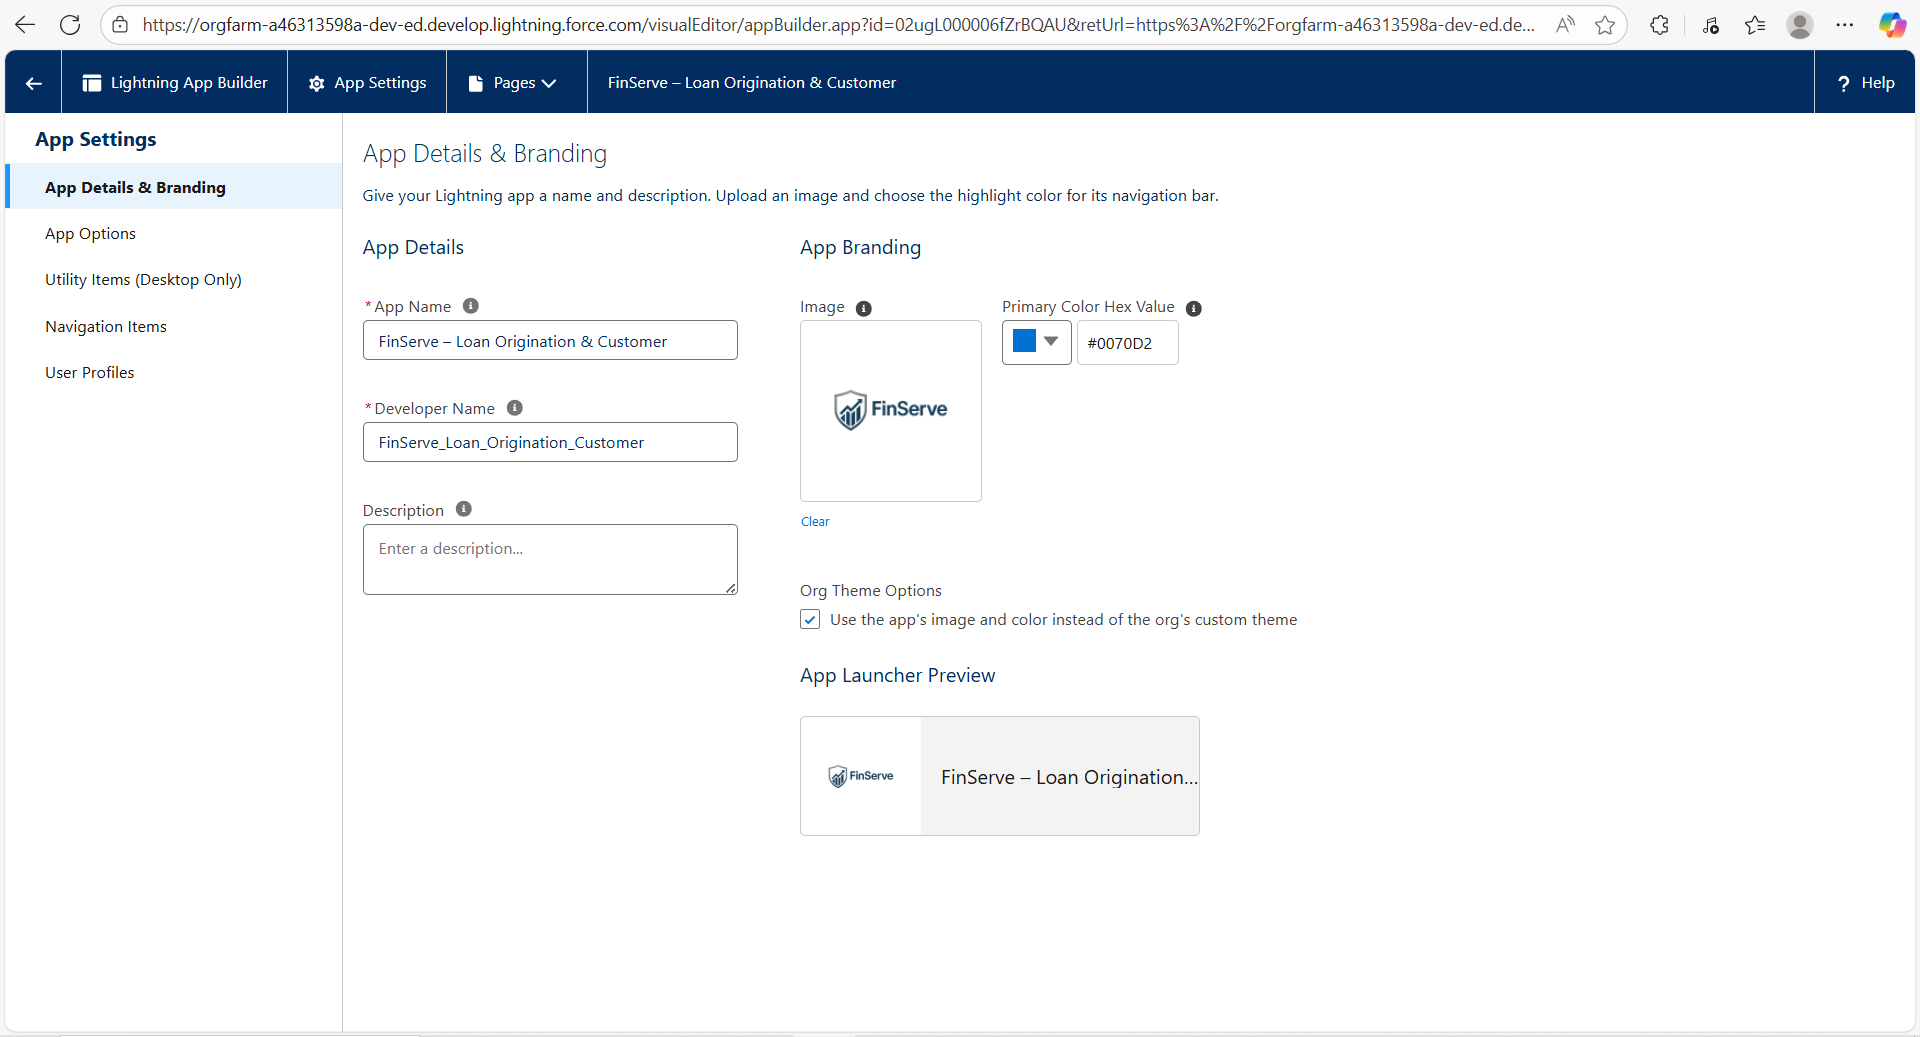 https://orgfarm-a46313598a-dev-ed.develop.lightning.force.com/visualEditor/appBuilder.app?id=02ugL000006fZrBQAU&retUrl=https%3A%2F%2Forgfarm-a46313598a-dev-ed.de...
Lightning App Builder
App Settings
Pages
FinServe – Loan Origination & Customer
? Help
App Settings
App Details & Branding
App Options
Utility Items (Desktop Only)
Navigation Items
User Profiles
App Details & Branding
Give your Lightning app a name and description. Upload an image and choose the highlight color for its navigation bar.
App Details
*App Name
FinServe – Loan Origination & Customer
*Developer Name
FinServe_Loan_Origination_Customer
Description
Enter a description...
App Branding
Image
FinServe
Clear
Primary Color Hex Value
#0070D2
Org Theme Options
Use the app's image and color instead of the org's custom theme
App Launcher Preview
FinServe
FinServe – Loan Origination...